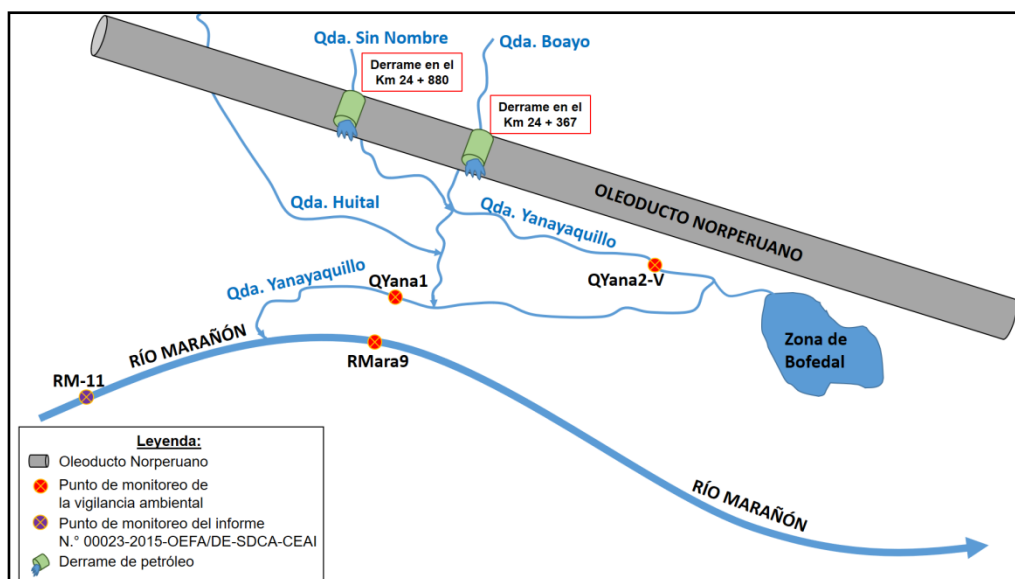 Qda. Sin Nombre
Qda. Boayo
Derrame en el
Km 24 + 880
Derrame en el
Km 24 + 367
OLEODUCTO NORPERUANO
Qda. Huital
Qda. Yanayaquillo
QYana2-V
Qda. Yanayaquillo
QYana1
Zona de
Bofedal
RÍO MARAÑÓN
RMara9
RM-11
RÍO MARAÑÓN
Leyenda:
Oleoducto Norperuano
Punto de monitoreo de
la vigilancia ambiental
Punto de monitoreo del informe
N.° 00023-2015-OEFA/DE-SDCA-CEAI
Derrame de petróleo